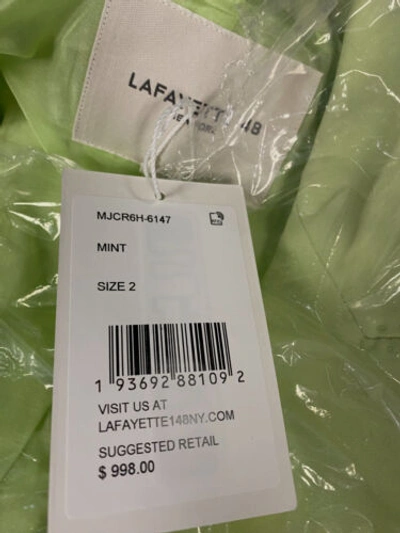 LAFAYETTE 148
NEW YORK
MJCR6H-6147
MINT
SIZE 2
1 93692 88109 2
VISIT US AT
LAFAYETTE148NY.COM
SUGGESTED RETAIL
$ 998.00